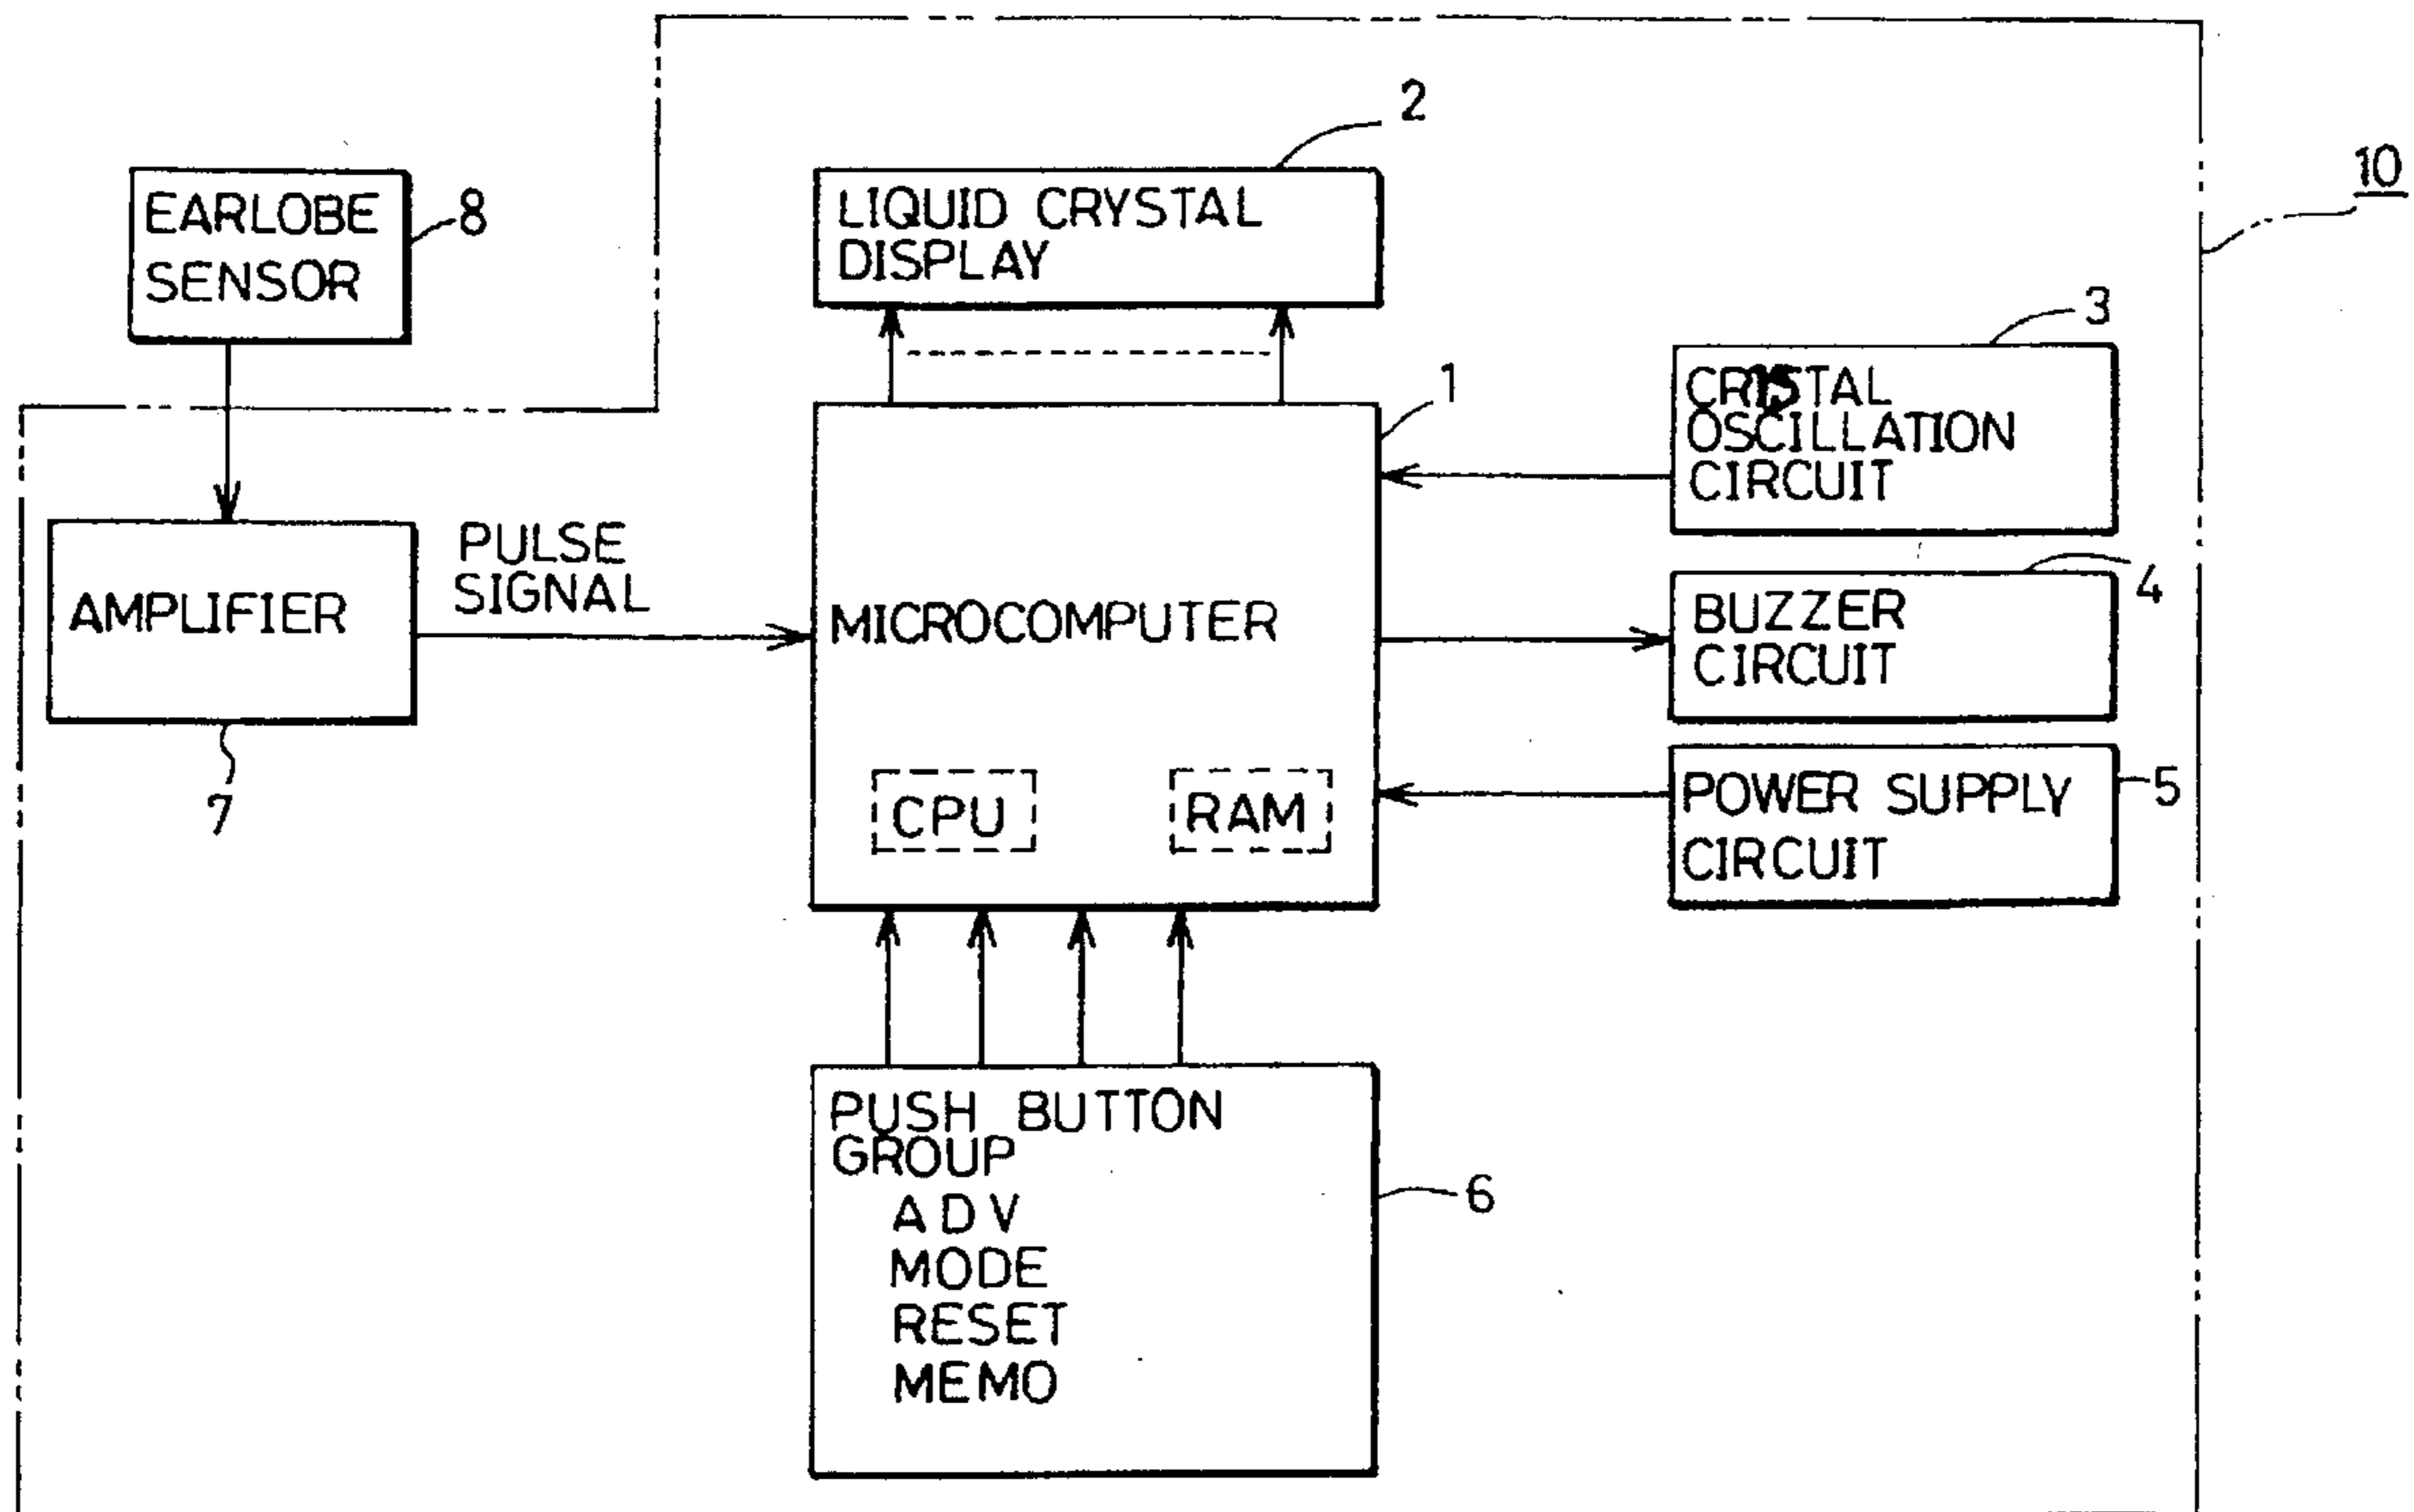 2
10
EARLOBE
SENSOR
8
LIQUID CRYSTAL
DISPLAY
3
1
CRYSTAL
OSCILLATION
CIRCUIT
PULSE
SIGNAL
AMPLIFIER
MICROCOMPUTER
4
BUZZER
CIRCUIT
7
CPU
RAM
5
POWER SUPPLY
CIRCUIT
PUSH BUTTON
GROUP
ADV
MODE
RESET
MEMO
6